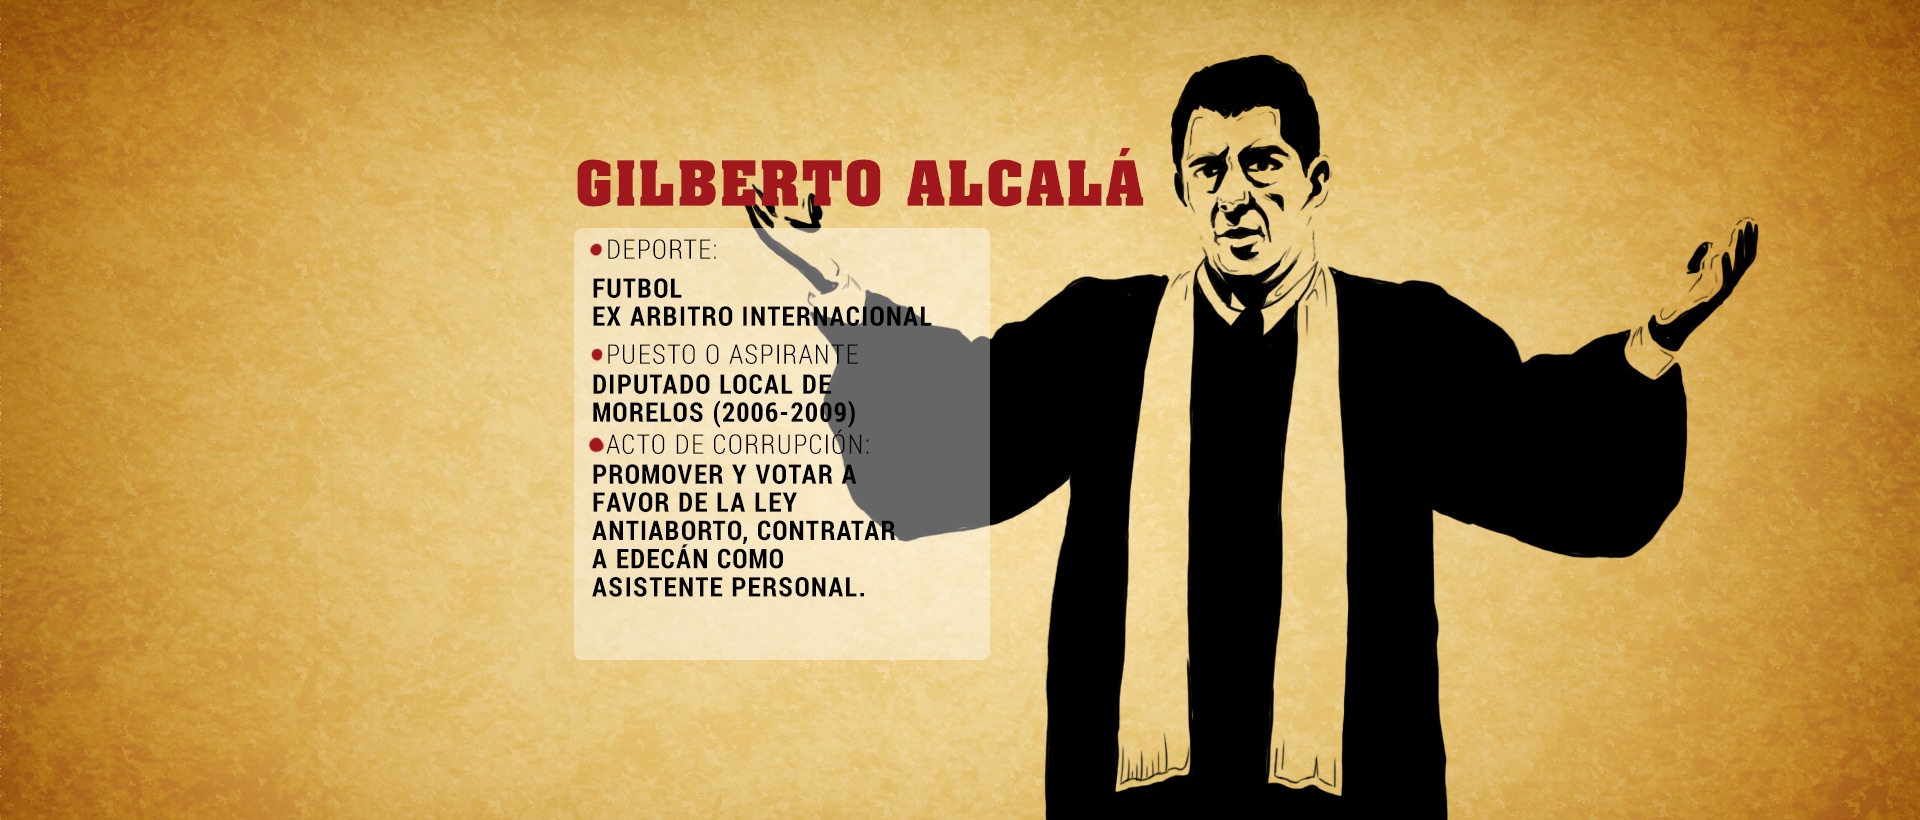 GILBERTO ALCALÁ
•DEPORTE:
FUTBOL
EX ARBITRO INTERNACIONAL
•PUESTO O ASPIRANTE
DIPUTADO LOCAL DE
MORELOS (2006-2009)
•ACTO DE CORRUPCIÓN:
PROMOVER Y VOTAR A
FAVOR DE LA LEY
ANTIABORTO, CONTRATAR
A EDECÁN COMO
ASISTENTE PERSONAL.